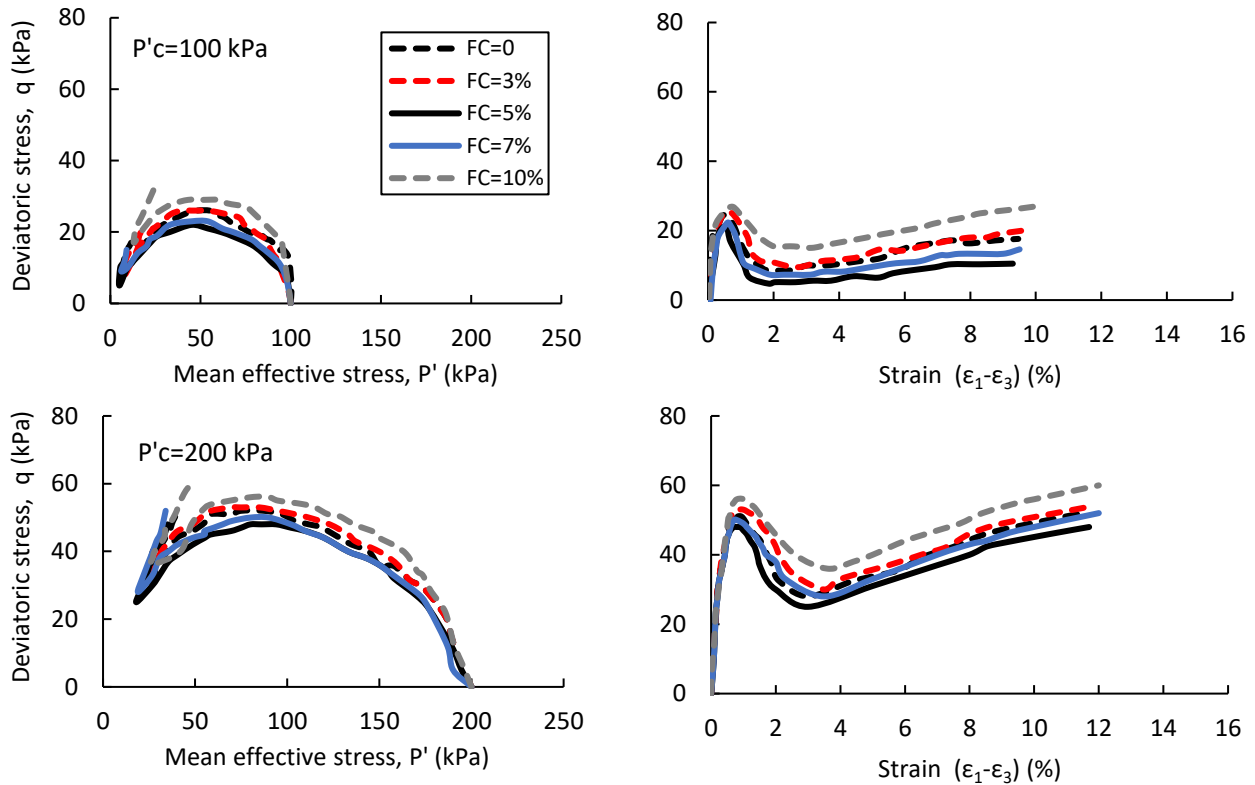 80
60
40
20
0
Deviatoric stress, q (kPa)
P'c=100 kPa
FC=0
FC=3%
FC=5%
FC=7%
FC=10%
0 50 100 150 200 250
Mean effective stress, P' (kPa)
80
60
40
20
0
0 2 4 6 8 10 12 14 16
Strain (ε₁-ε₃) (%)
80
60
40
20
0
Deviatoric stress, q (kPa)
P'c=200 kPa
0 50 100 150 200 250
Mean effective stress, P' (kPa)
80
60
40
20
0
0 2 4 6 8 10 12 14 16
Strain (ε₁-ε₃) (%)